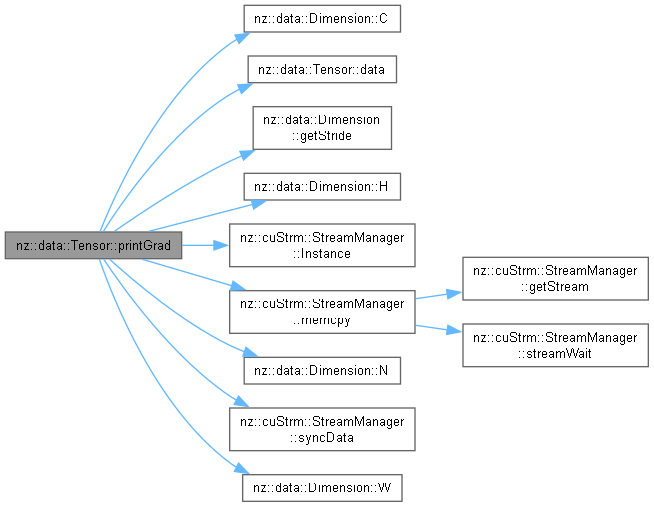 nz::data::Dimension::C
nz::data::Tensor::data
nz::data::Dimension
::getStride
nz::data::Dimension::H
nz::data::Tensor::printGrad
nz::cuStrm::StreamManager
::Instance
nz::cuStrm::StreamManager
::memcpy
nz::cuStrm::StreamManager
::getStream
nz::cuStrm::StreamManager
::streamWait
nz::data::Dimension::N
nz::cuStrm::StreamManager
::syncData
nz::data::Dimension::W